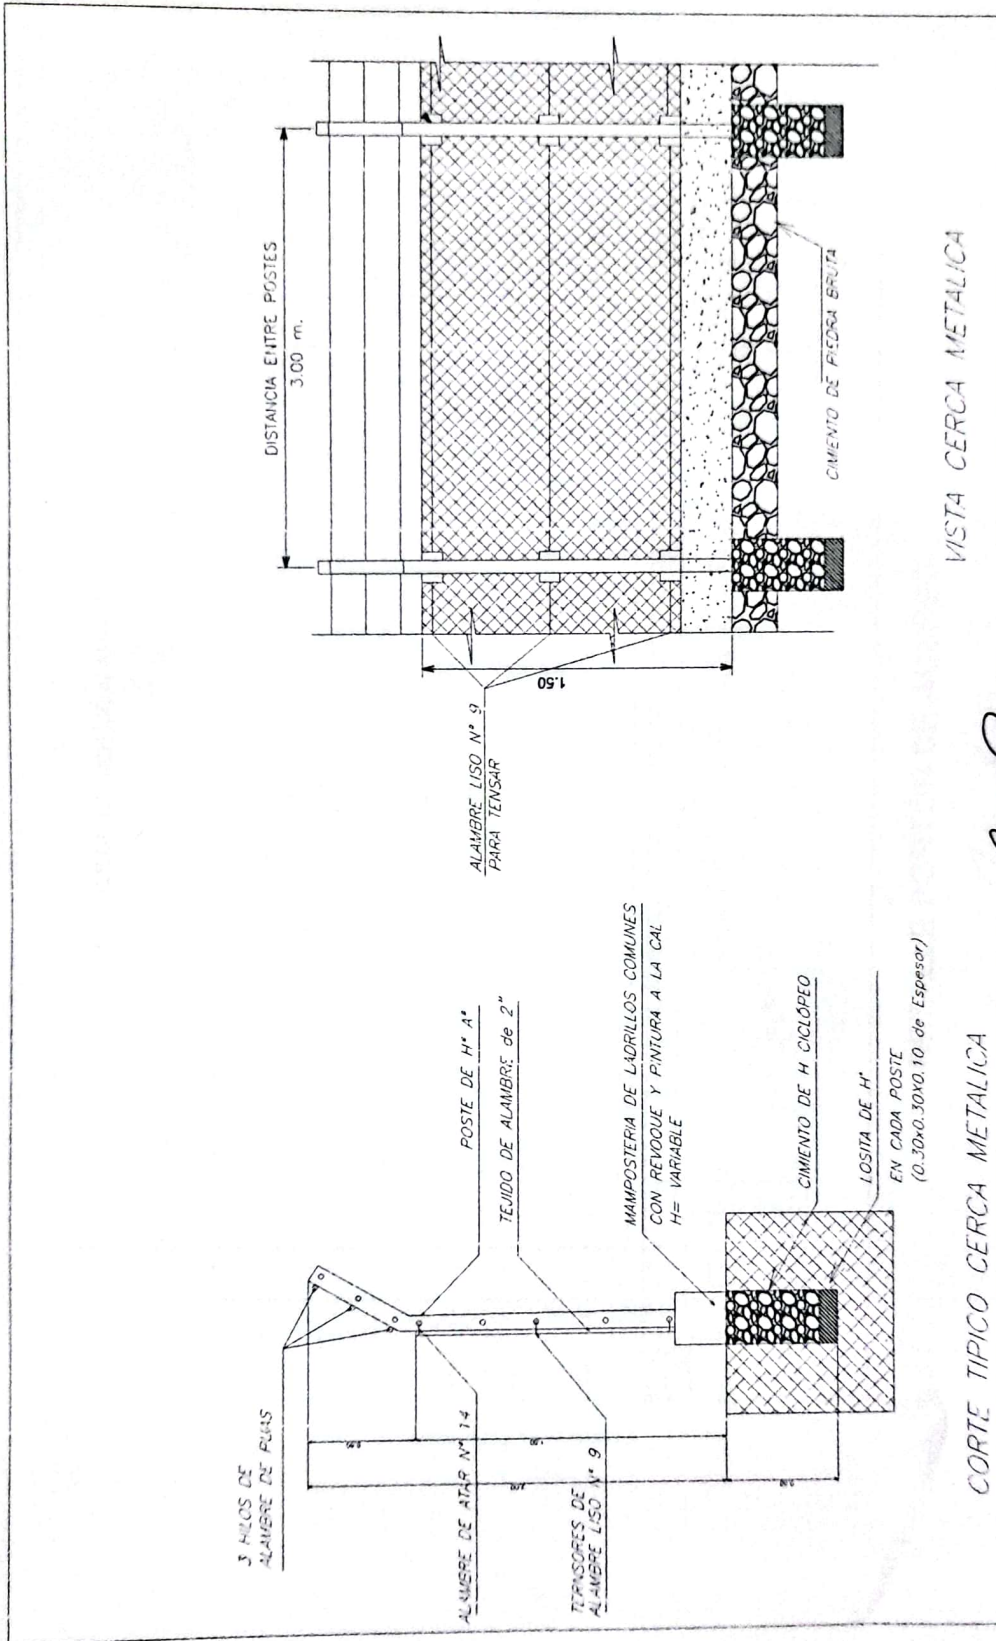 3 HILOS DE
ALAMBRE DE PUAS
POSTE DE H° A°
TEJIDO DE ALAMBRE de 2"
ALAMBRE DE ATAR N° 14
TERNSORES DE
ALAMBRE LISO N° 9
MAMPOSTERIA DE LADRILLOS COMUNES
CON REVOQUE Y PINTURA A LA CAL
H= VARIABLE
CIMIENTO DE H CICLÓPEO
LOSITA DE H°
EN CADA POSTE
(0.30x0.30X0.10 de Espesor)
CORTE TIPICO CERCA METALICA
DISTANCIA ENTRE POSTES
3.00 m.
ALAMBRE LISO N° 9
PARA TENSAR
1.50
CIMIENTO DE PIEDRA BRUTA
VISTA CERCA METALICA